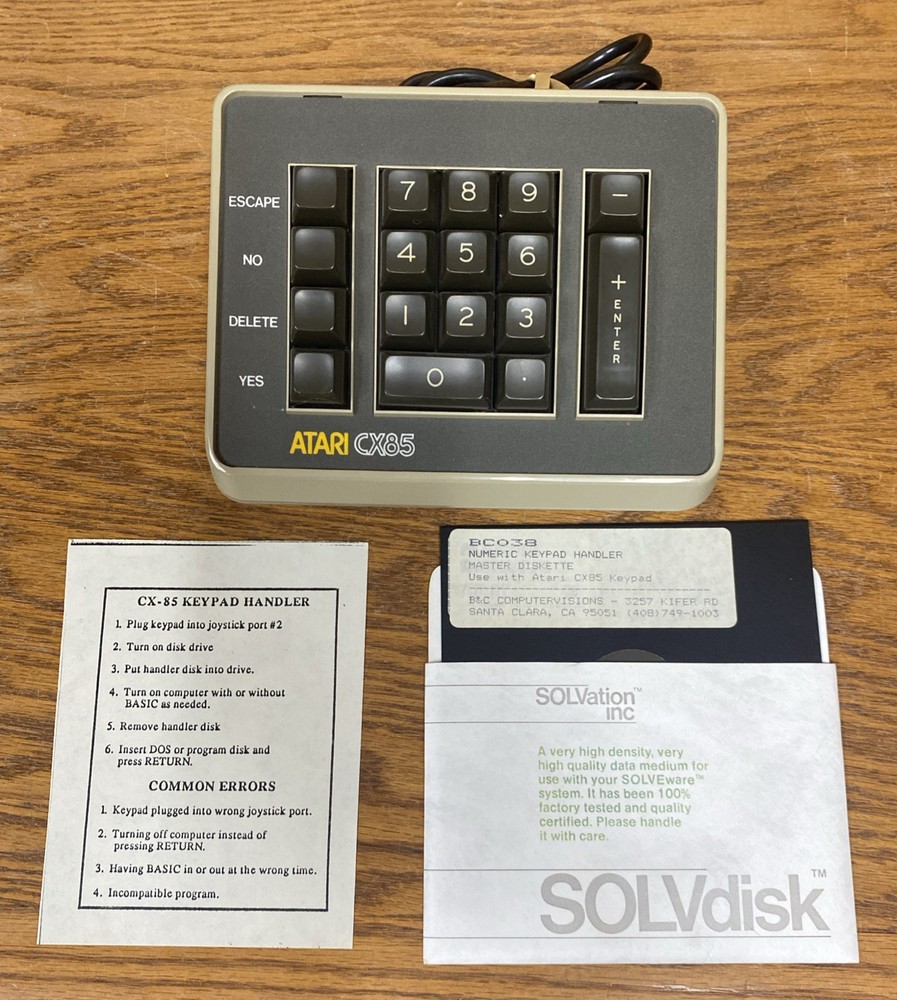 ESCAPE
NO
DELETE
YES
7 8 9 –
4 5 6
1 2 3
0 .
+ ENTER
ATARI CX85
CX-85 KEYPAD HANDLER
1. Plug keypad into joystick port #2
2. Turn on disk drive
3. Put handler disk into drive.
4. Turn on computer with or without
BASIC as needed.
5. Remove handler disk
6. Insert DOS or program disk and
press RETURN.
COMMON ERRORS
1. Keypad plugged into wrong joystick port.
2. Turning off computer instead of
pressing RETURN.
3. Having BASIC in or out at the wrong time.
4. Incompatible program.
BC038
NUMERIC KEYPAD HANDLER
MASTER DISKETTE
Use with Atari CX85 Keypad
--------------------------------
B&C COMPUTERVISIONS - 3257 KIFER RD
SANTA CLARA, CA 95051 (408)749-1003
SOLVation™
inc
A very high density, very
high quality data medium for
use with your SOLVEware™
system. It has been 100%
factory tested and quality
certified. Please handle
it with care.
SOLVdisk™